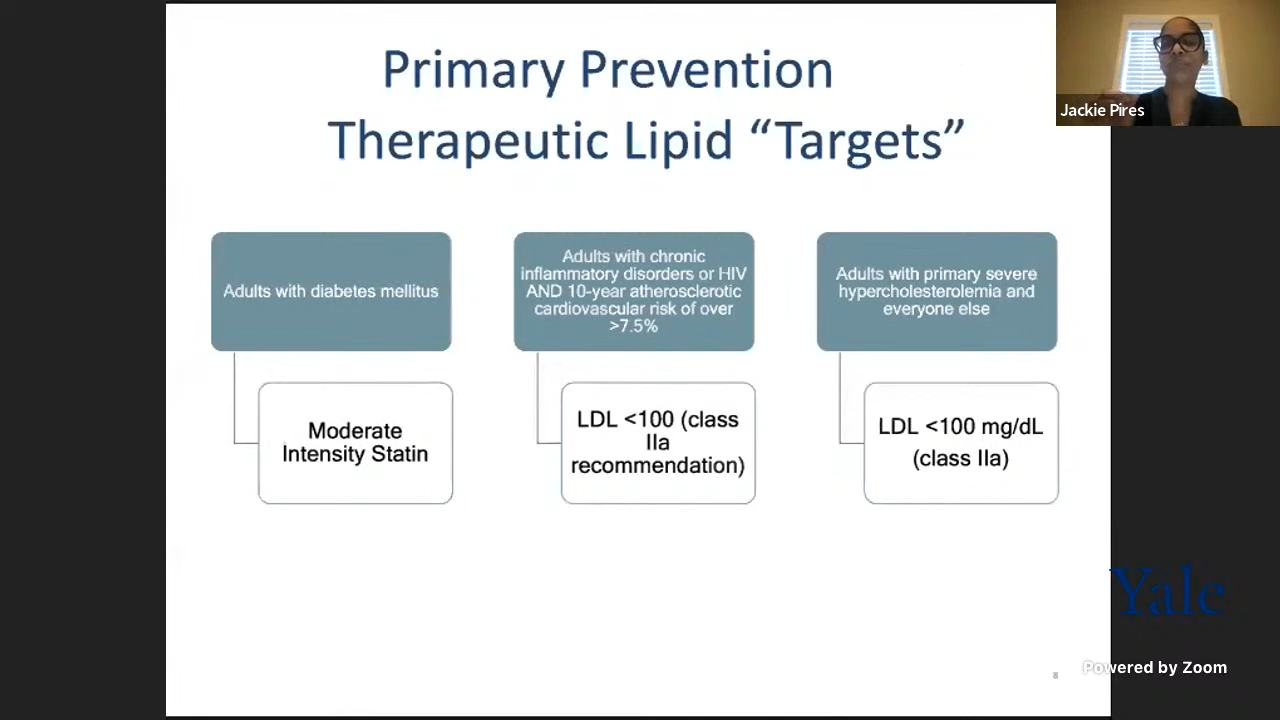 Primary Prevention
Therapeutic Lipid “Targets”
Jackie Pires
Adults with diabetes mellitus
Moderate
Intensity Statin
Adults with chronic
inflammatory disorders or HIV
AND 10-year atherosclerotic
cardiovascular risk of over
>7.5%
LDL <100 (class
IIa
recommendation)
Adults with primary severe
hypercholesterolemia and
everyone else
LDL <100 mg/dL
(class IIa)
Yale
8
Powered by Zoom